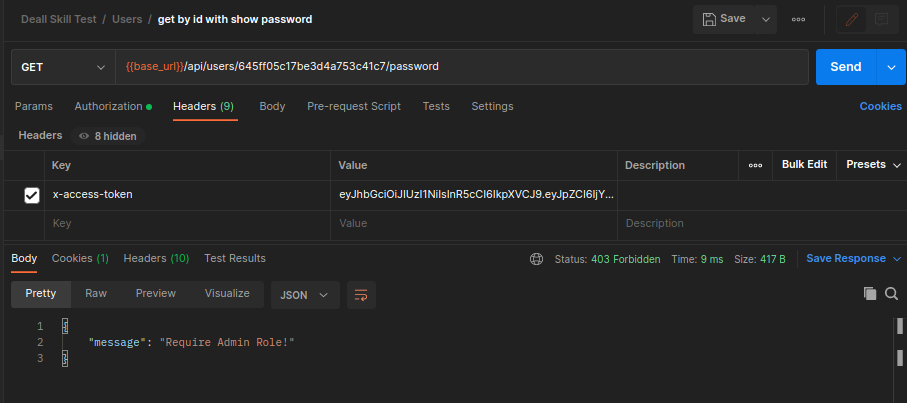 Deall Skill Test / Users / get by id with show password Save
GET {{base_url}}/api/users/645ff05c17be3d4a753c41c7/password Send
Params Authorization Headers (9) Body Pre-request Script Tests Settings Cookies
Headers 8 hidden
Key Value Description Bulk Edit Presets
x-access-token eyJhbGciOiJIUzI1NiIsInR5cCI6IkpXVCJ9.eyJpZCI6IjY...
Key Value Description
Body Cookies (1) Headers (10) Test Results Status: 403 Forbidden Time: 9 ms Size: 417 B Save Response
Pretty Raw Preview Visualize JSON
1 {
2 "message": "Require Admin Role!"
3 }